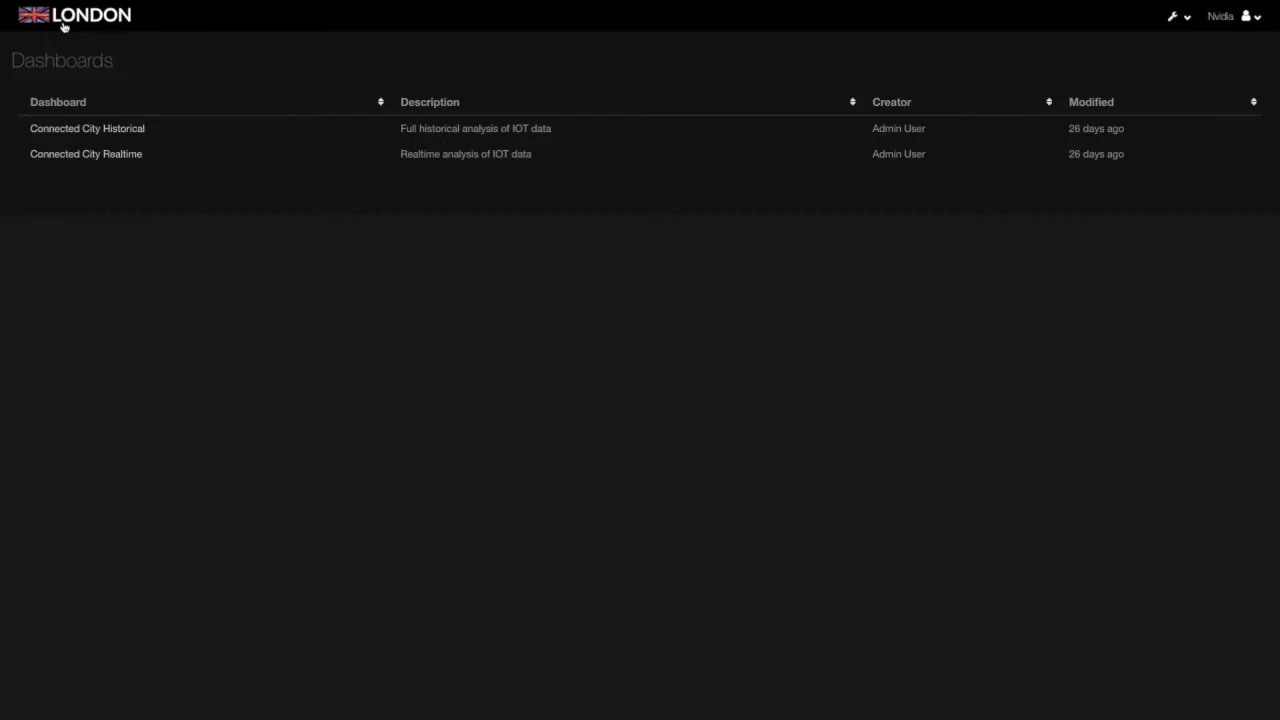 LONDON
Nvidia
Dashboards
Dashboard Description Creator Modified
Connected City Historical Full historical analysis of IOT data Admin User 26 days ago
Connected City Realtime Realtime analysis of IOT data Admin User 26 days ago